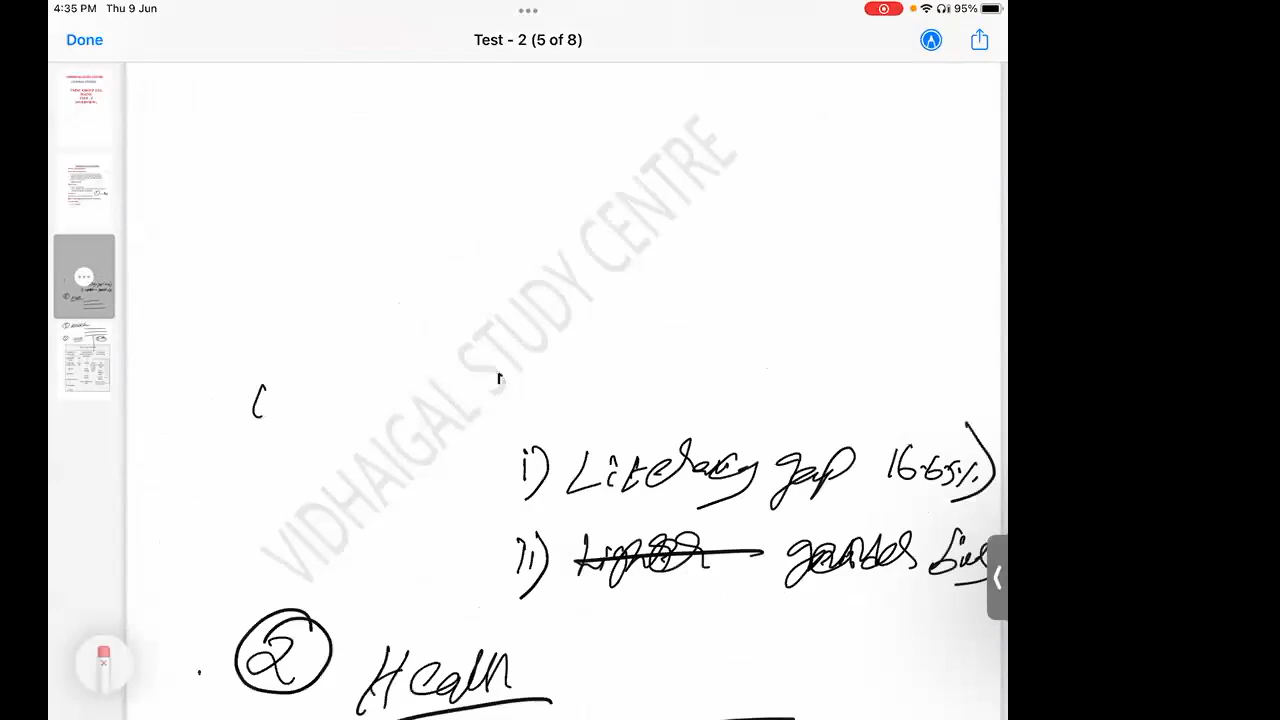 4:35 PM Thu 9 Jun
95%
Done
Test - 2 (5 of 8)
VIDHAIGAL STUDY CENTRE
(
i) Literacy gap 16.65%)
ii) gender bias
2 Health